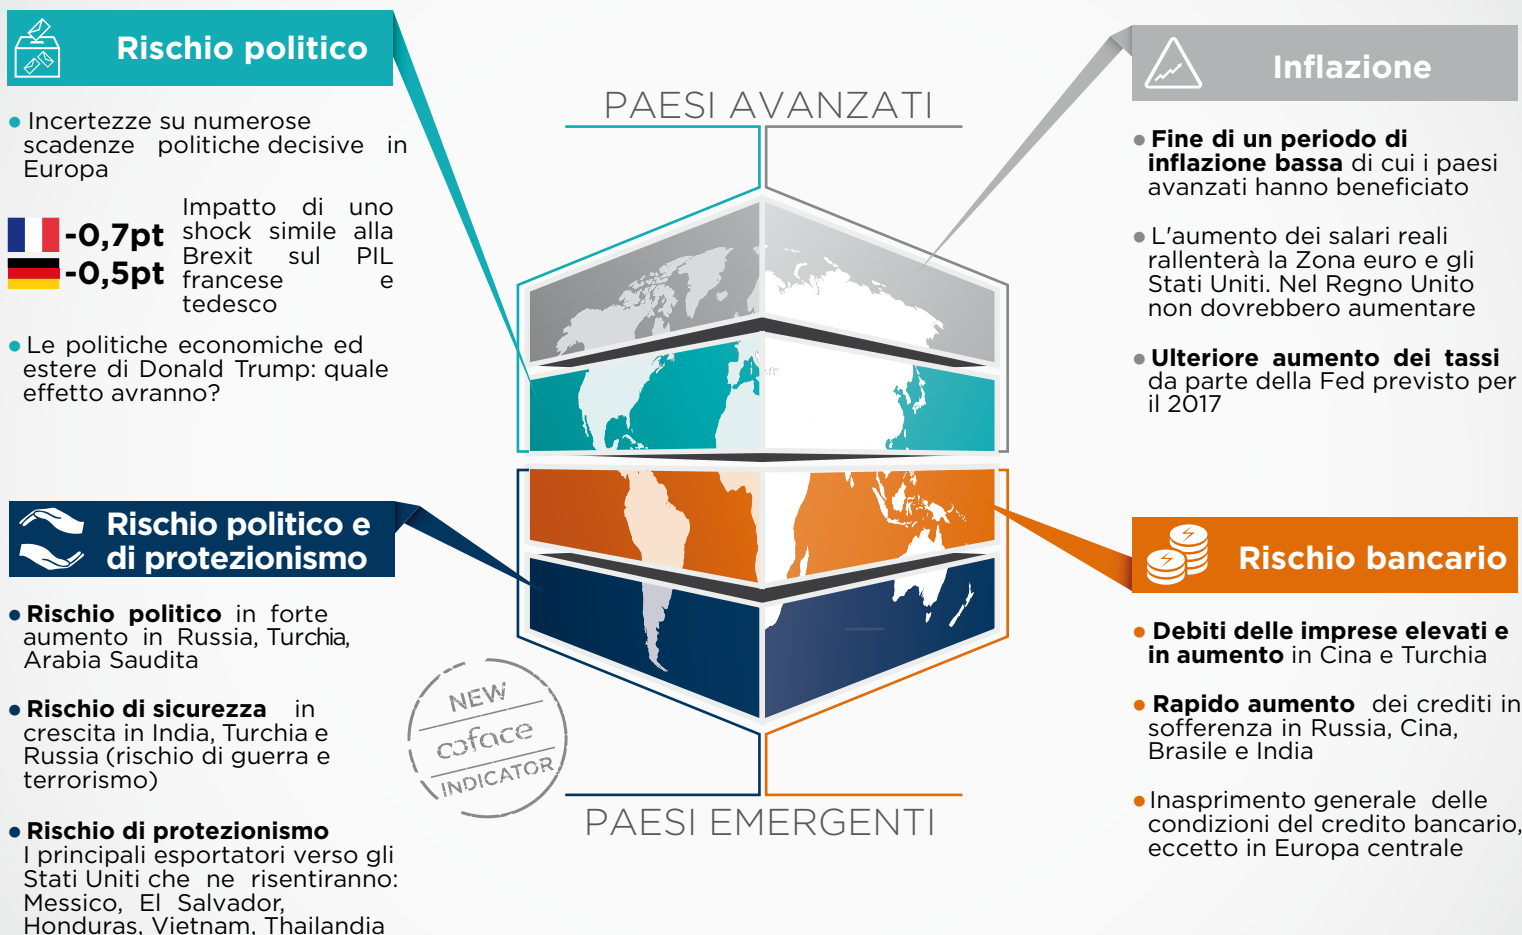 Rischio politico
Incertezze su numerose
scadenze politiche decisive in
Europa
-0,7pt
-0,5pt
Impatto di uno
shock simile alla
Brexit sul PIL
francese e
tedesco
Le politiche economiche ed
estere di Donald Trump: quale
effetto avranno?
PAESI AVANZATI
Inflazione
Fine di un periodo di
inflazione bassa di cui i paesi
avanzati hanno beneficiato
L'aumento dei salari reali
rallenterà la Zona euro e gli
Stati Uniti. Nel Regno Unito
non dovrebbero aumentare
Ulteriore aumento dei tassi
da parte della Fed previsto per
il 2017
Rischio politico e
di protezionismo
Rischio politico in forte
aumento in Russia, Turchia,
Arabia Saudita
Rischio di sicurezza in
crescita in India, Turchia e
Russia (rischio di guerra e
terrorismo)
Rischio di protezionismo
I principali esportatori verso gli
Stati Uniti che ne risentiranno:
Messico, El Salvador,
Honduras, Vietnam, Thailandia
NEW
coface
INDICATOR
PAESI EMERGENTI
Rischio bancario
Debiti delle imprese elevati e
in aumento in Cina e Turchia
Rapido aumento dei crediti in
sofferenza in Russia, Cina,
Brasile e India
Inasprimento generale delle
condizioni del credito bancario,
eccetto in Europa centrale